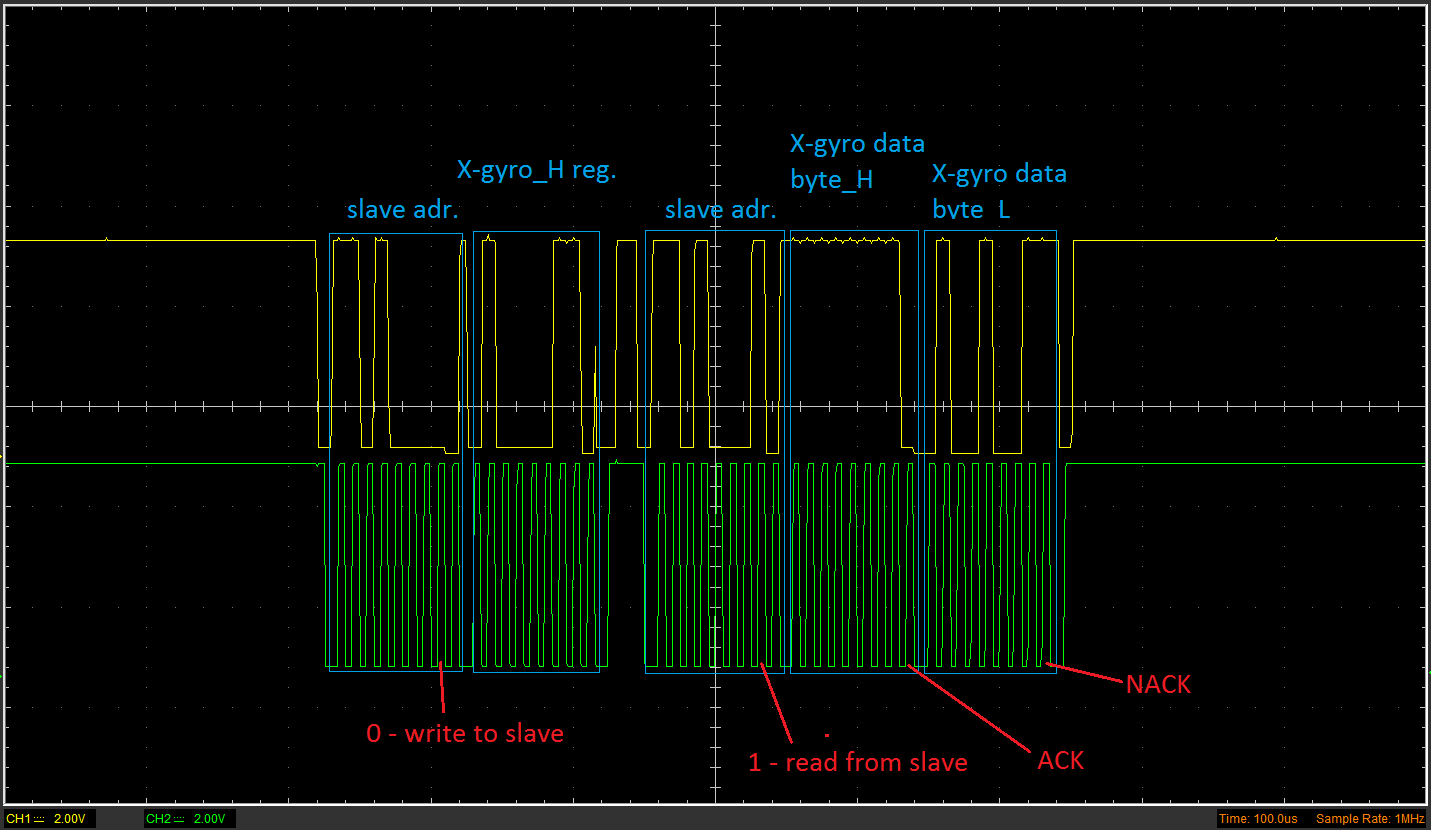 X-gyro data
byte_H
X-gyro_H reg.
X-gyro data
byte_L
slave adr.
slave adr.
NACK
0 - write to slave
1 - read from slave
ACK
CH1 2.00V
CH2 2.00V
Time: 100.0us
Sample Rate: 1MHz